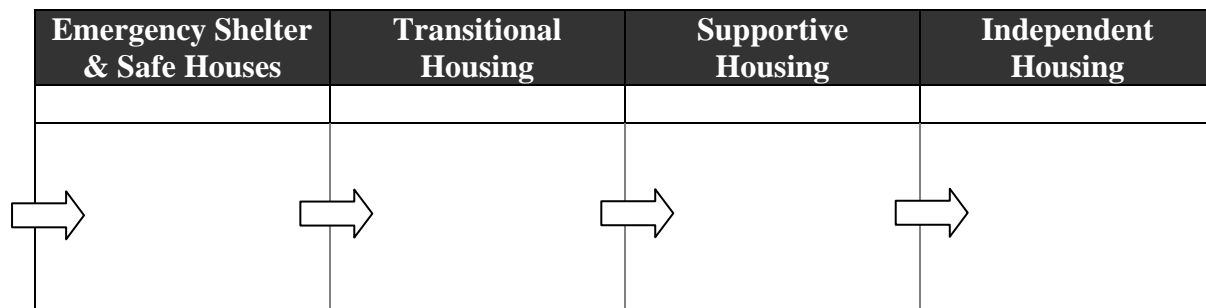 Emergency Shelter
& Safe Houses
Transitional
Housing
Supportive
Housing
Independent
Housing